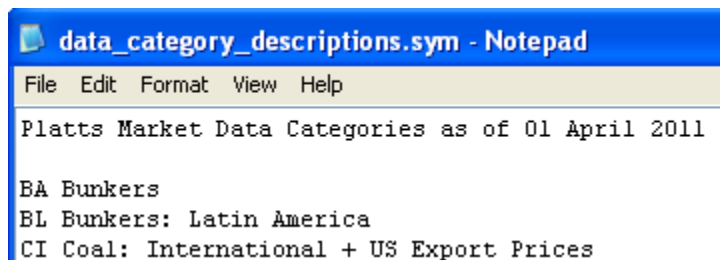 data_category_descriptions.sym - Notepad
File Edit Format View Help
Platts Market Data Categories as of 01 April 2011
BA Bunkers
BL Bunkers: Latin America
CI Coal: International + US Export Prices